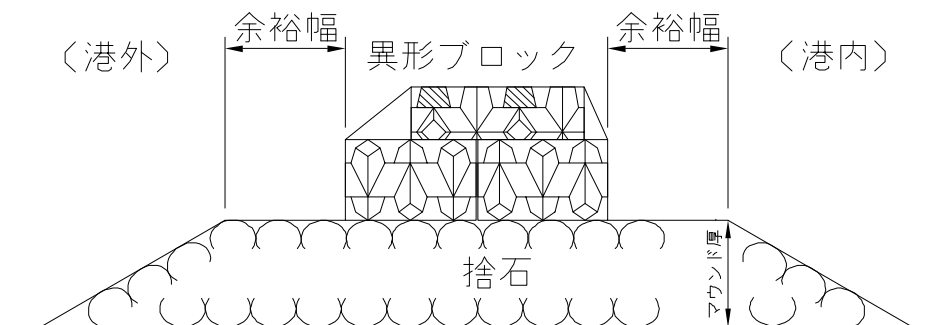 余裕幅
余裕幅
（港外）
異形ブロック
（港内）
捨石
マウンド厚